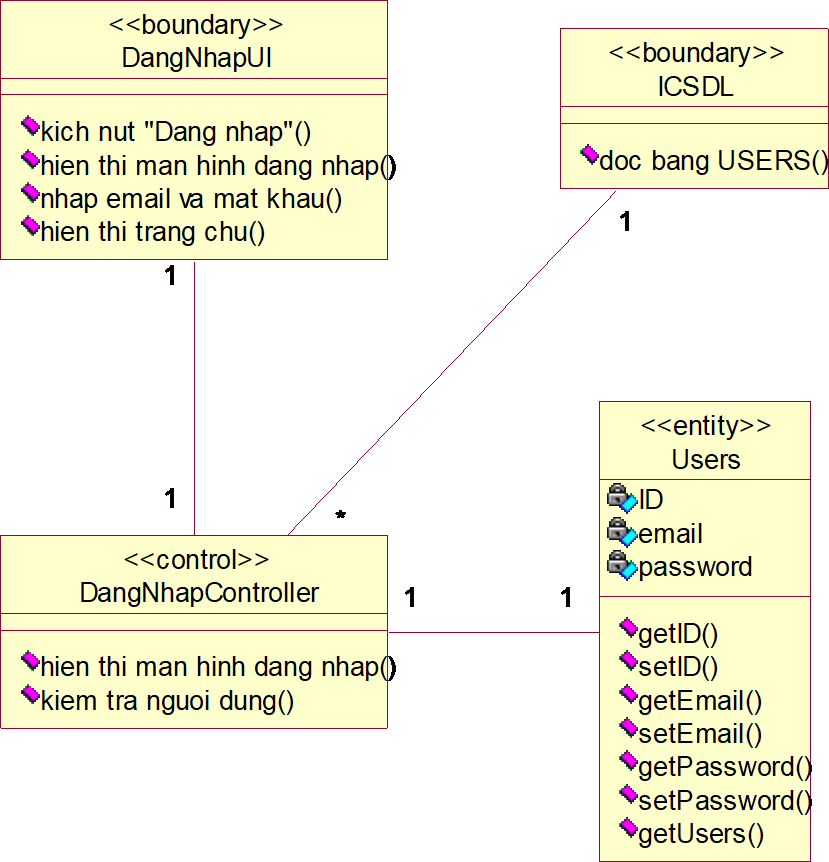 <<boundary>>
DangNhapUI
kich nut "Dang nhap"()
hien thi man hinh dang nhap()
nhap email va mat khau()
hien thi trang chu()
1
<<boundary>>
ICSDL
doc bang USERS()
1
1
*
<<control>>
DangNhapController
hien thi man hinh dang nhap()
kiem tra nguoi dung()
1
1
<<entity>>
Users
ID
email
password
getID()
setID()
getEmail()
setEmail()
getPassword()
setPassword()
getUsers()